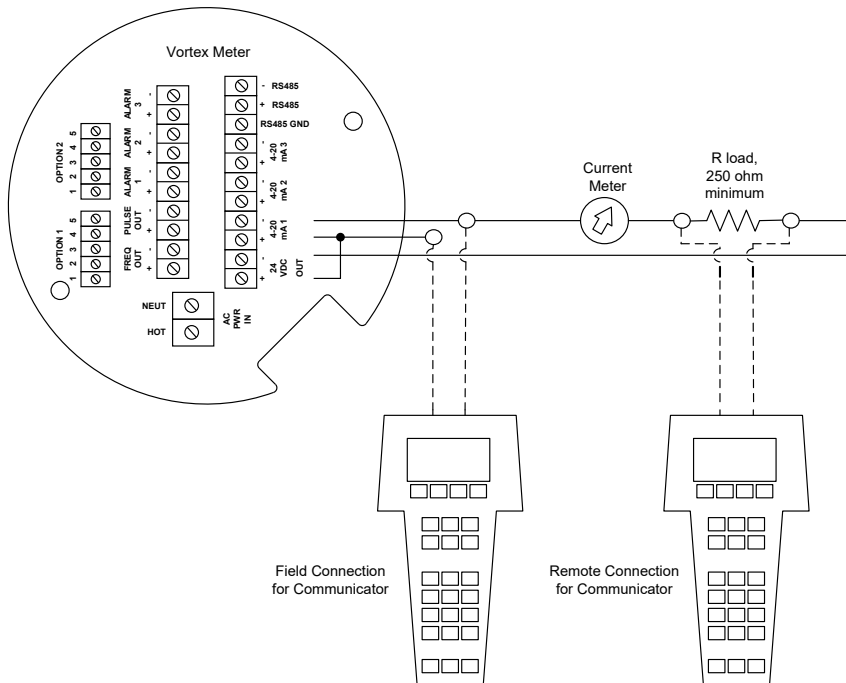 Vortex Meter
- RS485
+ RS485
RS485 GND
-
+
4-20
mA 3
-
+
4-20
mA 2
-
+
4-20
mA 1
-
+
24
VDC
OUT
ALARM
3
-
+
ALARM
2
-
+
ALARM
1
-
+
PULSE
OUT
-
+
FREQ
OUT
-
+
OPTION 2
5
4
3
2
1
OPTION 1
5
4
3
2
1
NEUT
HOT
AC
PWR
IN
Current
Meter
R load,
250 ohm
minimum
Field Connection
for Communicator
Remote Connection
for Communicator